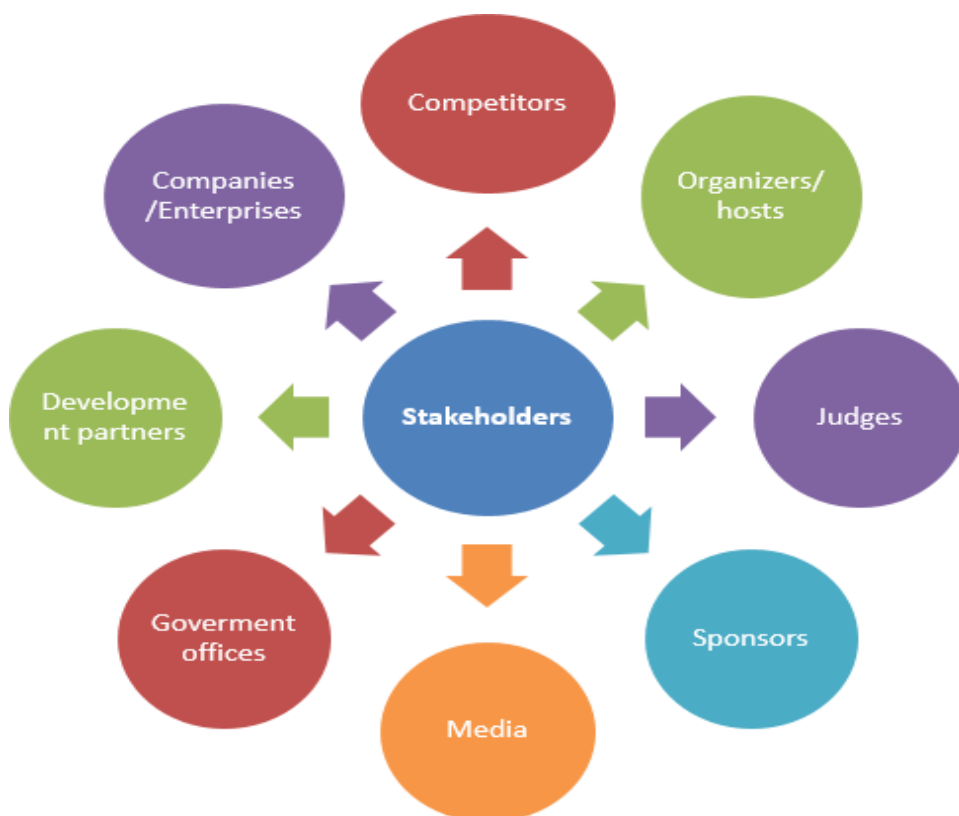 Competitors
Companies
/Enterprises
Organizers/
hosts
Developme
nt partners
Stakeholders
Judges
Goverment
offices
Sponsors
Media